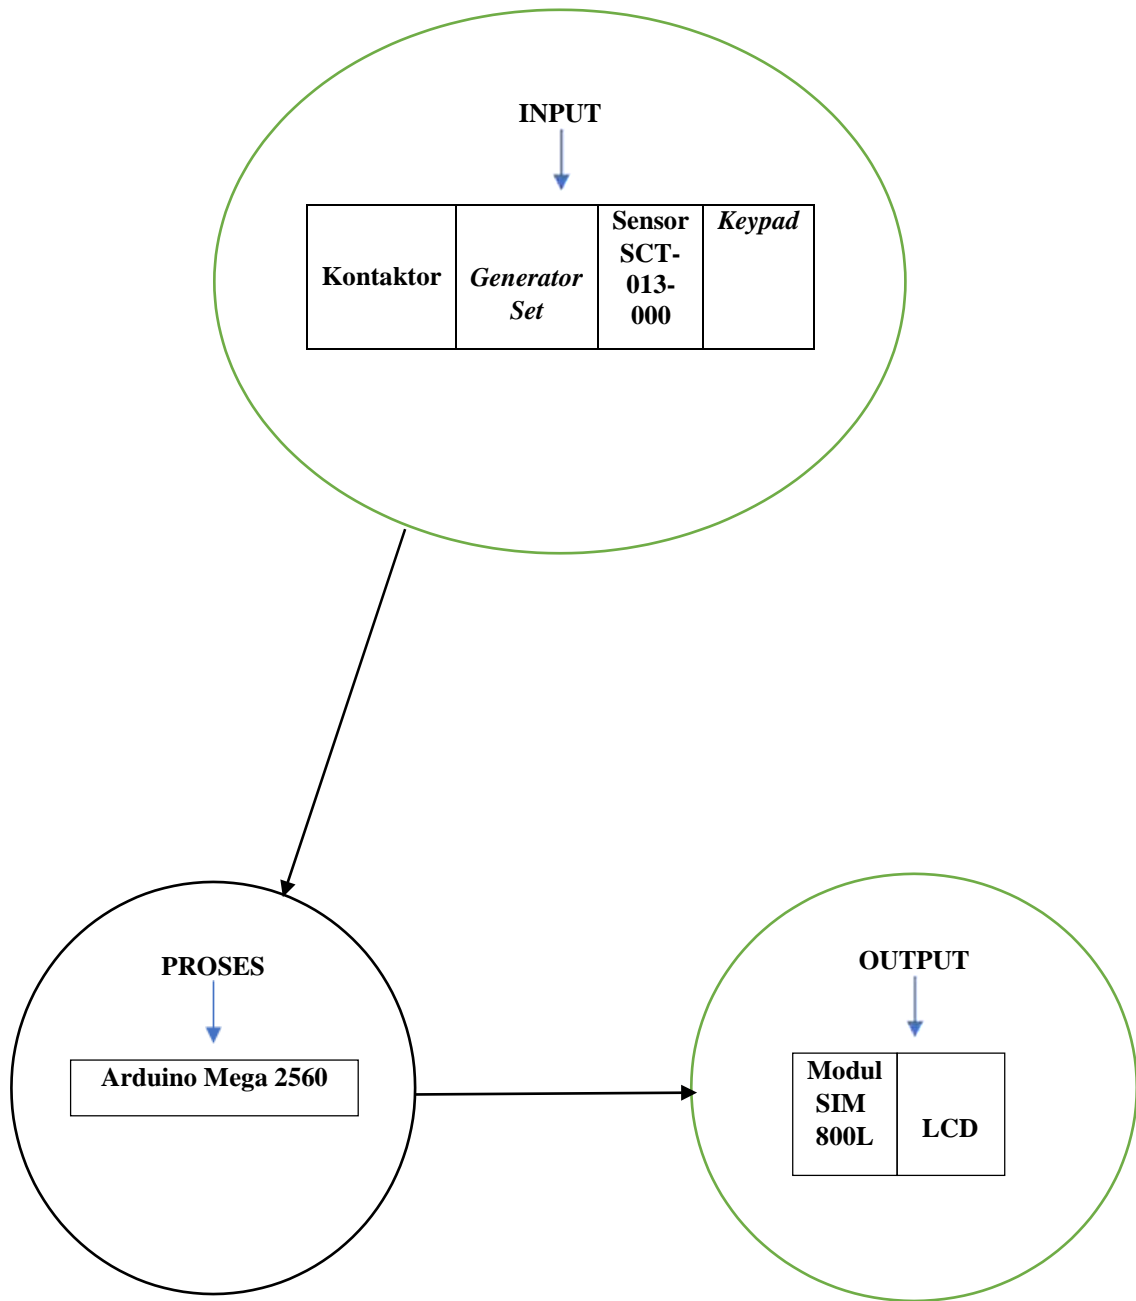 INPUT
Kontaktor
Generator
Set
Sensor
SCT-
013-
000
Keypad
PROSES
Arduino Mega 2560
OUTPUT
Modul
SIM
800L
LCD